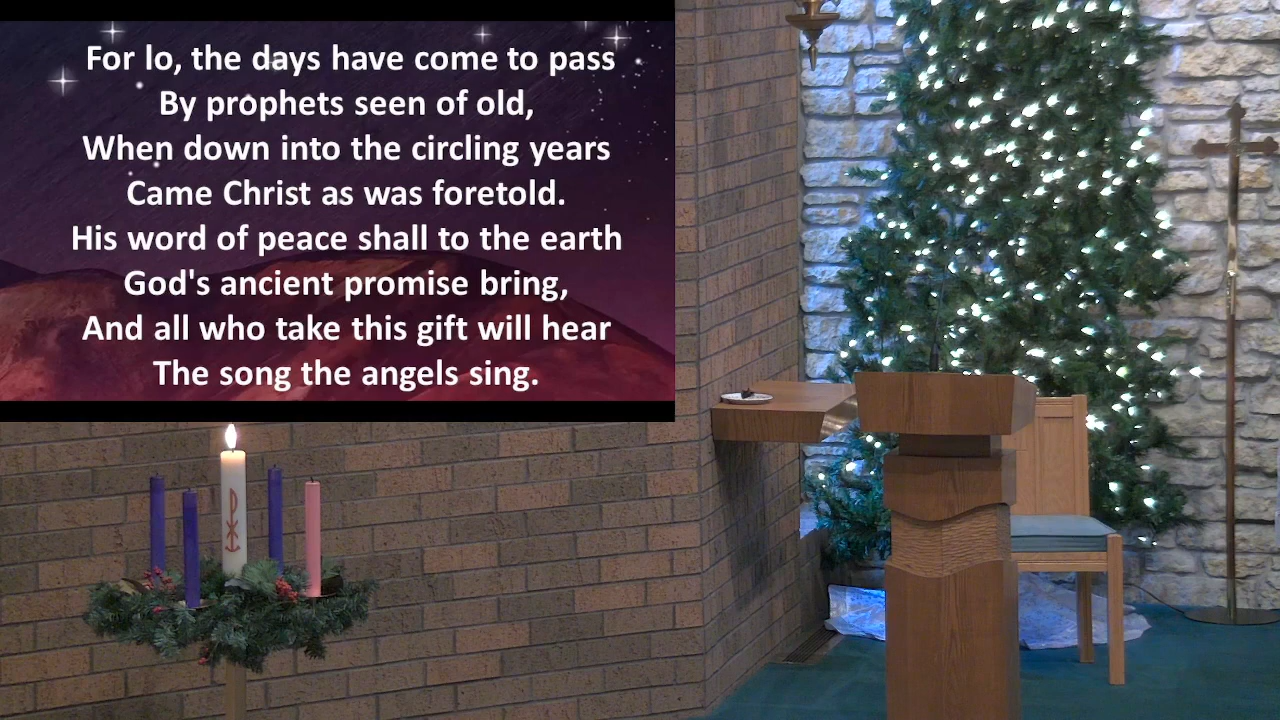 For lo, the days have come to pass
By prophets seen of old,
When down into the circling years
Came Christ as was foretold.
His word of peace shall to the earth
God's ancient promise bring,
And all who take this gift will hear
The song the angels sing.